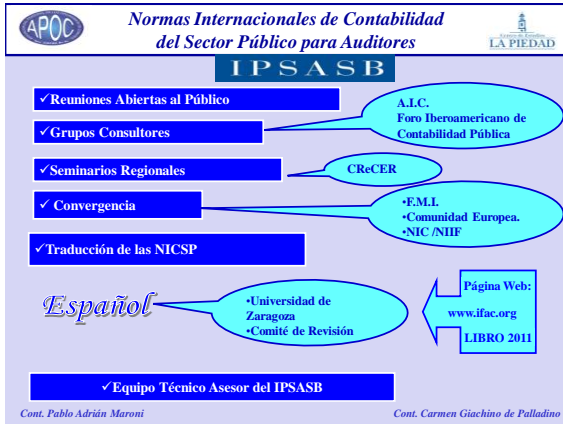 APOC
Normas Internacionales de Contabilidad
del Sector Público para Auditores
LA PIEDAD
IPSASB
✓Reuniones Abiertas al Público
A.I.C.
Foro Iberoamericano de
Contabilidad Pública
✓Grupos Consultores
✓Seminarios Regionales
CReCER
✓ Convergencia
•F.M.I.
•Comunidad Europea.
•NIC /NIIF
✓Traducción de las NICSP
Español
•Universidad de
Zaragoza
•Comité de Revisión
Página Web:
www.ifac.org
LIBRO 2011
✓Equipo Técnico Asesor del IPSASB
Cont. Pablo Adrián Maroni
Cont. Carmen Giachino de Palladino